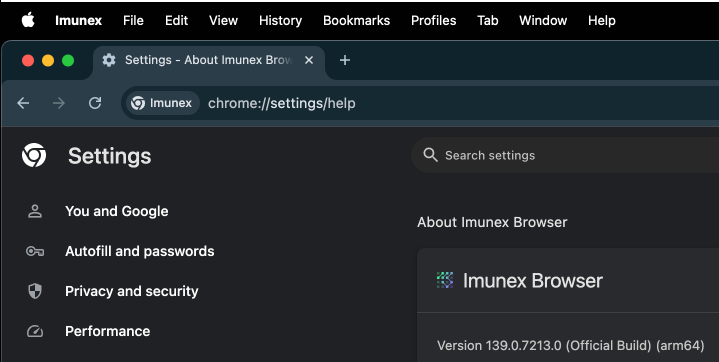 Imunex File Edit View History Bookmarks Profiles Tab Window Help
Settings - About Imunex Brow
Imunex chrome://settings/help
Settings
Search settings
You and Google
Autofill and passwords
Privacy and security
Performance
About Imunex Browser
Imunex Browser
Version 139.0.7213.0 (Official Build) (arm64)